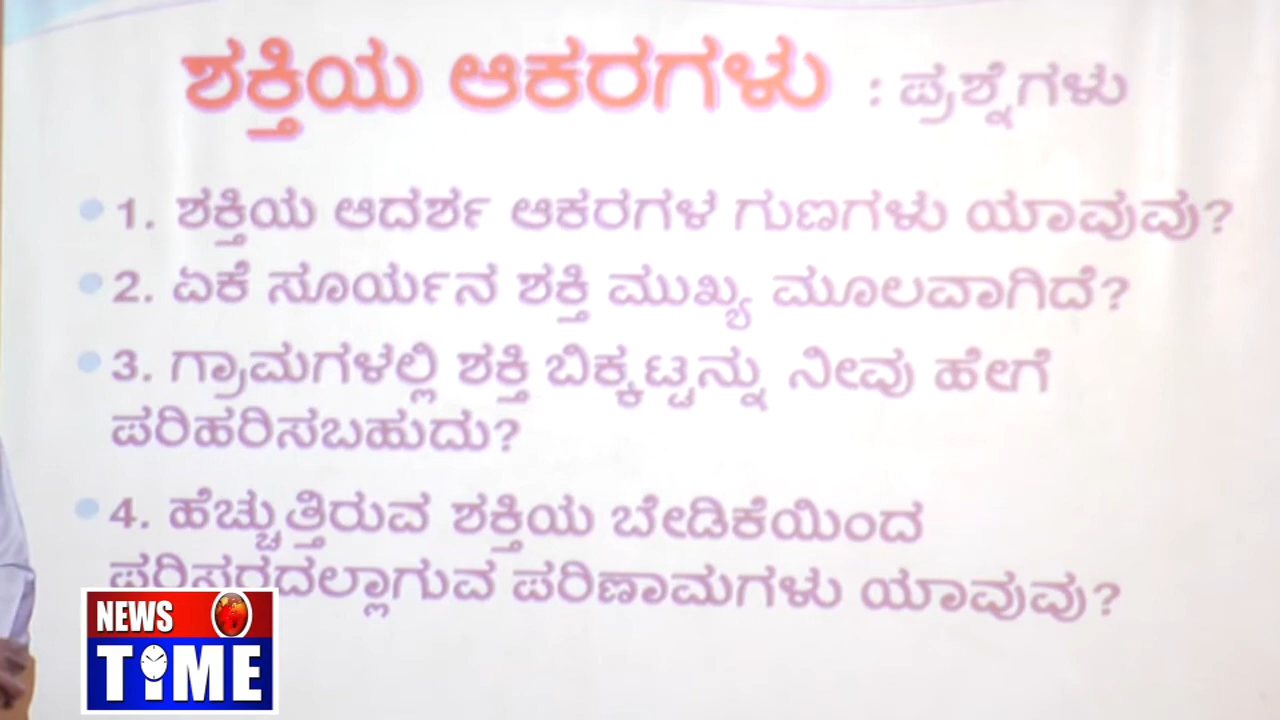 ಶಕ್ತಿಯ ಆಕರಗಳು : ಪ್ರಶ್ನೆಗಳು
1. ಶಕ್ತಿಯ ಆದರ್ಶ ಆಕರಗಳ ಗುಣಗಳು ಯಾವುವು?
2. ಏಕೆ ಸೂರ್ಯನ ಶಕ್ತಿ ಮುಖ್ಯ ಮೂಲವಾಗಿದೆ?
3. ಗ್ರಾಮಗಳಲ್ಲಿ ಶಕ್ತಿ ಬಿಕ್ಕಟ್ಟನ್ನು ನೀವು ಹೇಗೆ
ಪರಿಹರಿಸಬಹುದು?
4. ಹೆಚ್ಚುತ್ತಿರುವ ಶಕ್ತಿಯ ಬೇಡಿಕೆಯಿಂದ
ಪರಿಸರದಲ್ಲಾಗುವ ಪರಿಣಾಮಗಳು ಯಾವುವು?
NEWS
TIME